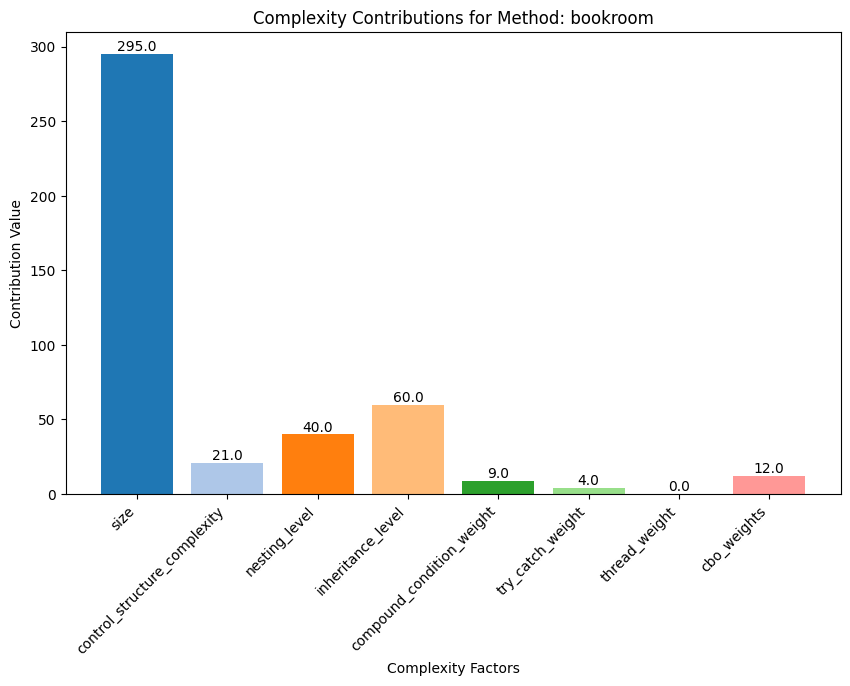 Complexity Contributions for Method: bookroom
Contribution Value
300
250
200
150
100
50
0
295.0
21.0
40.0
60.0
9.0
4.0
0.0
12.0
size
control_structure_complexity
nesting_level
inheritance_level
compound_condition_weight
try_catch_weight
thread_weight
cbo_weights
Complexity Factors